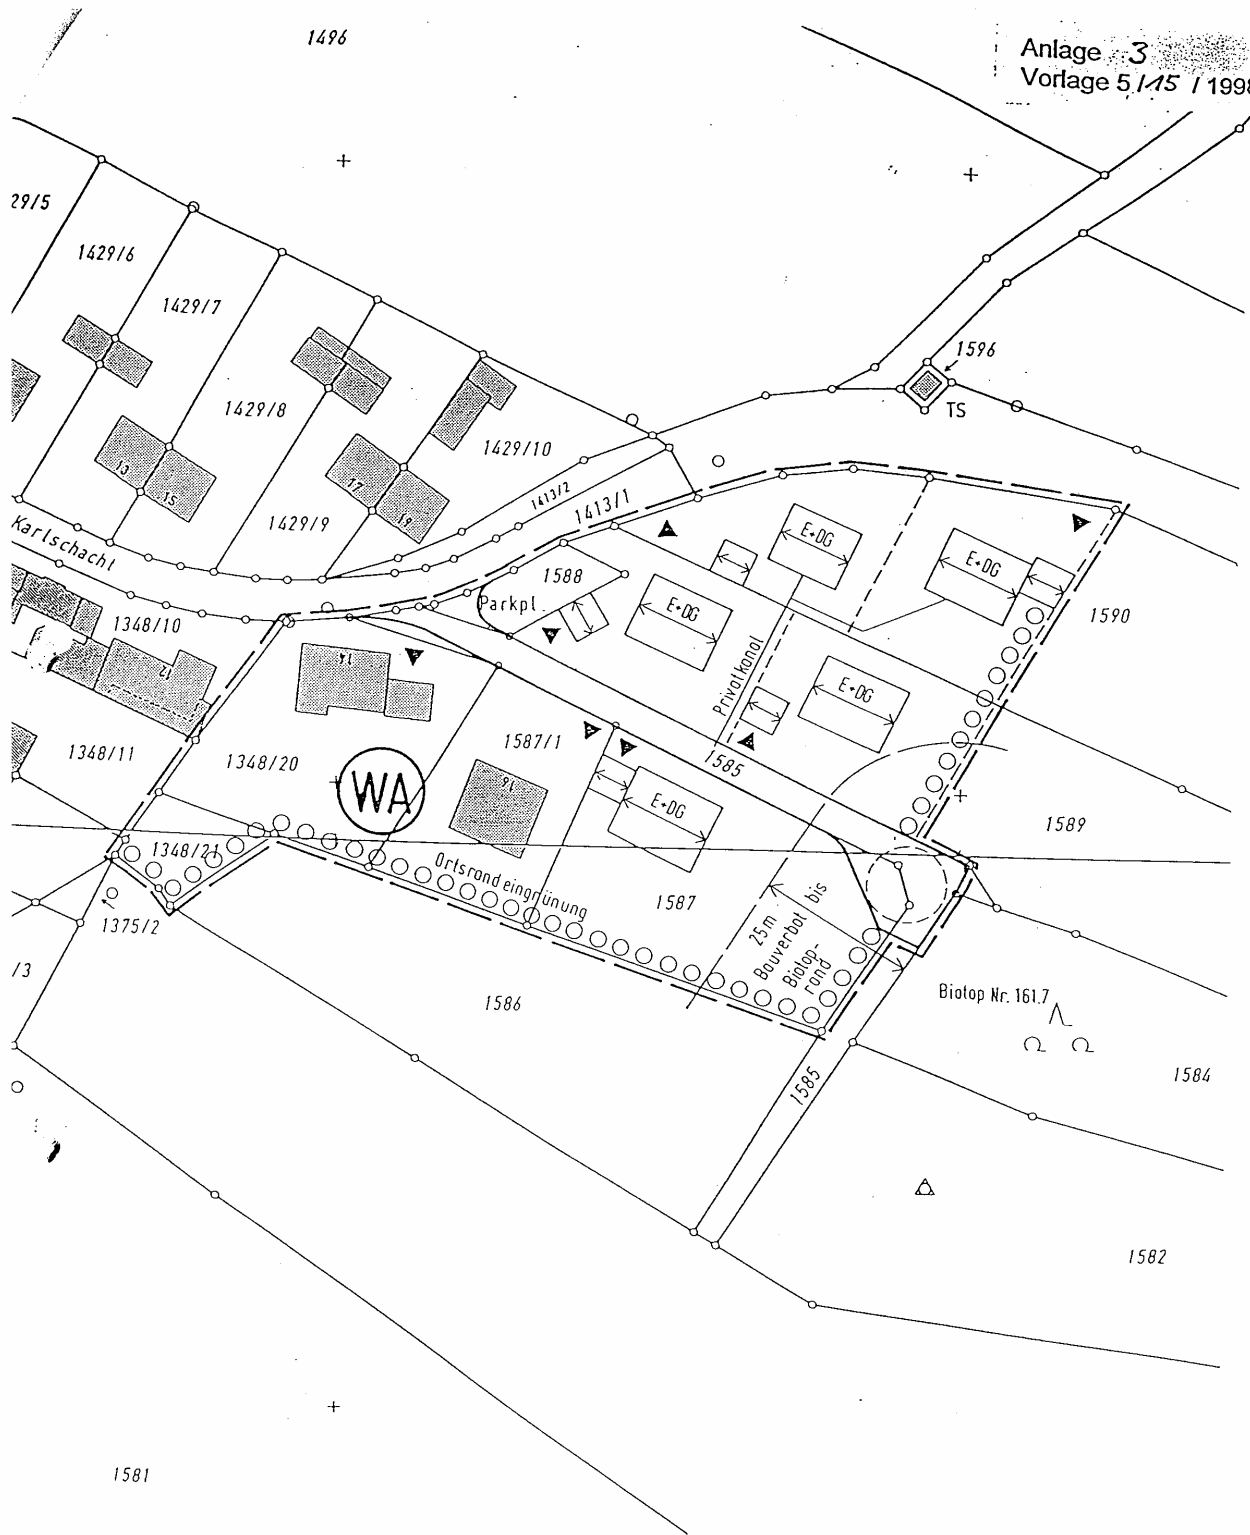 1496
Anlage 3
Vorlage 5/15 / 1998
29/5
1429/6
1429/7
1596
TS
1429/8
1429/10
13
15
17
19
1413/2
1413/1
1429/9
Karlschacht
E+DG
E+DG
1588
Parkpl.
E+DG
1590
1348/10
14
12
Privatkanal
E+DG
1587/1
1348/11
1348/20
WA
1585
16
E+DG
1589
1348/21
Ortsrandeingrünung
1587
25m
Bauverbot bis
Biotop-
rand
1375/2
/3
1586
Biotop Nr. 161.7
1585
1584
1582
1581